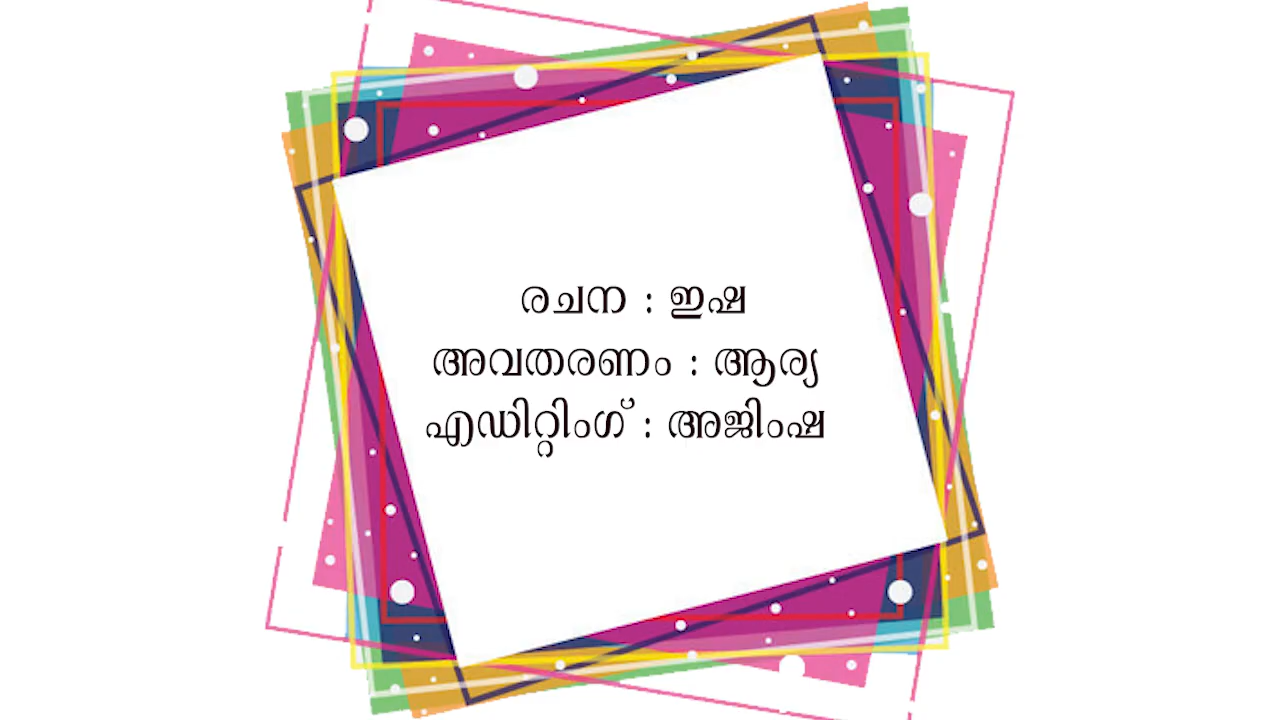 രചന : ഇഷ
അവതരണം : ആര്യ
എഡിറ്റിംഗ് : അജിംഷ